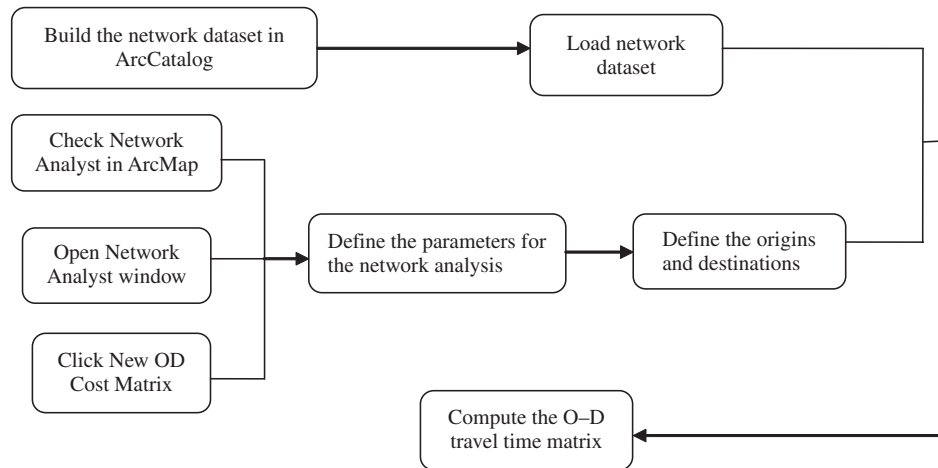 Build the network dataset in
ArcCatalog
Load network
dataset
Check Network
Analyst in ArcMap
Open Network
Analyst window
Click New OD
Cost Matrix
Define the parameters for
the network analysis
Define the origins
and destinations
Compute the O–D
travel time matrix